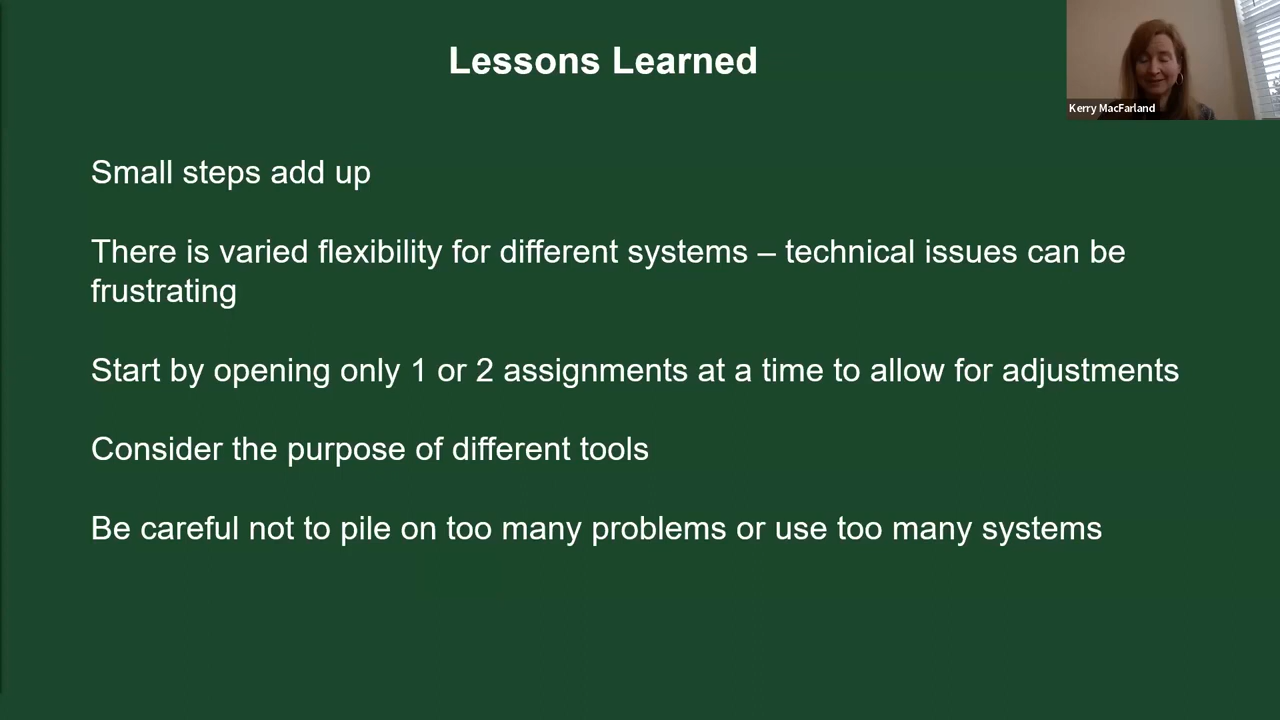 Lessons Learned
Kerry MacFarland
Small steps add up
There is varied flexibility for different systems – technical issues can be
frustrating
Start by opening only 1 or 2 assignments at a time to allow for adjustments
Consider the purpose of different tools
Be careful not to pile on too many problems or use too many systems